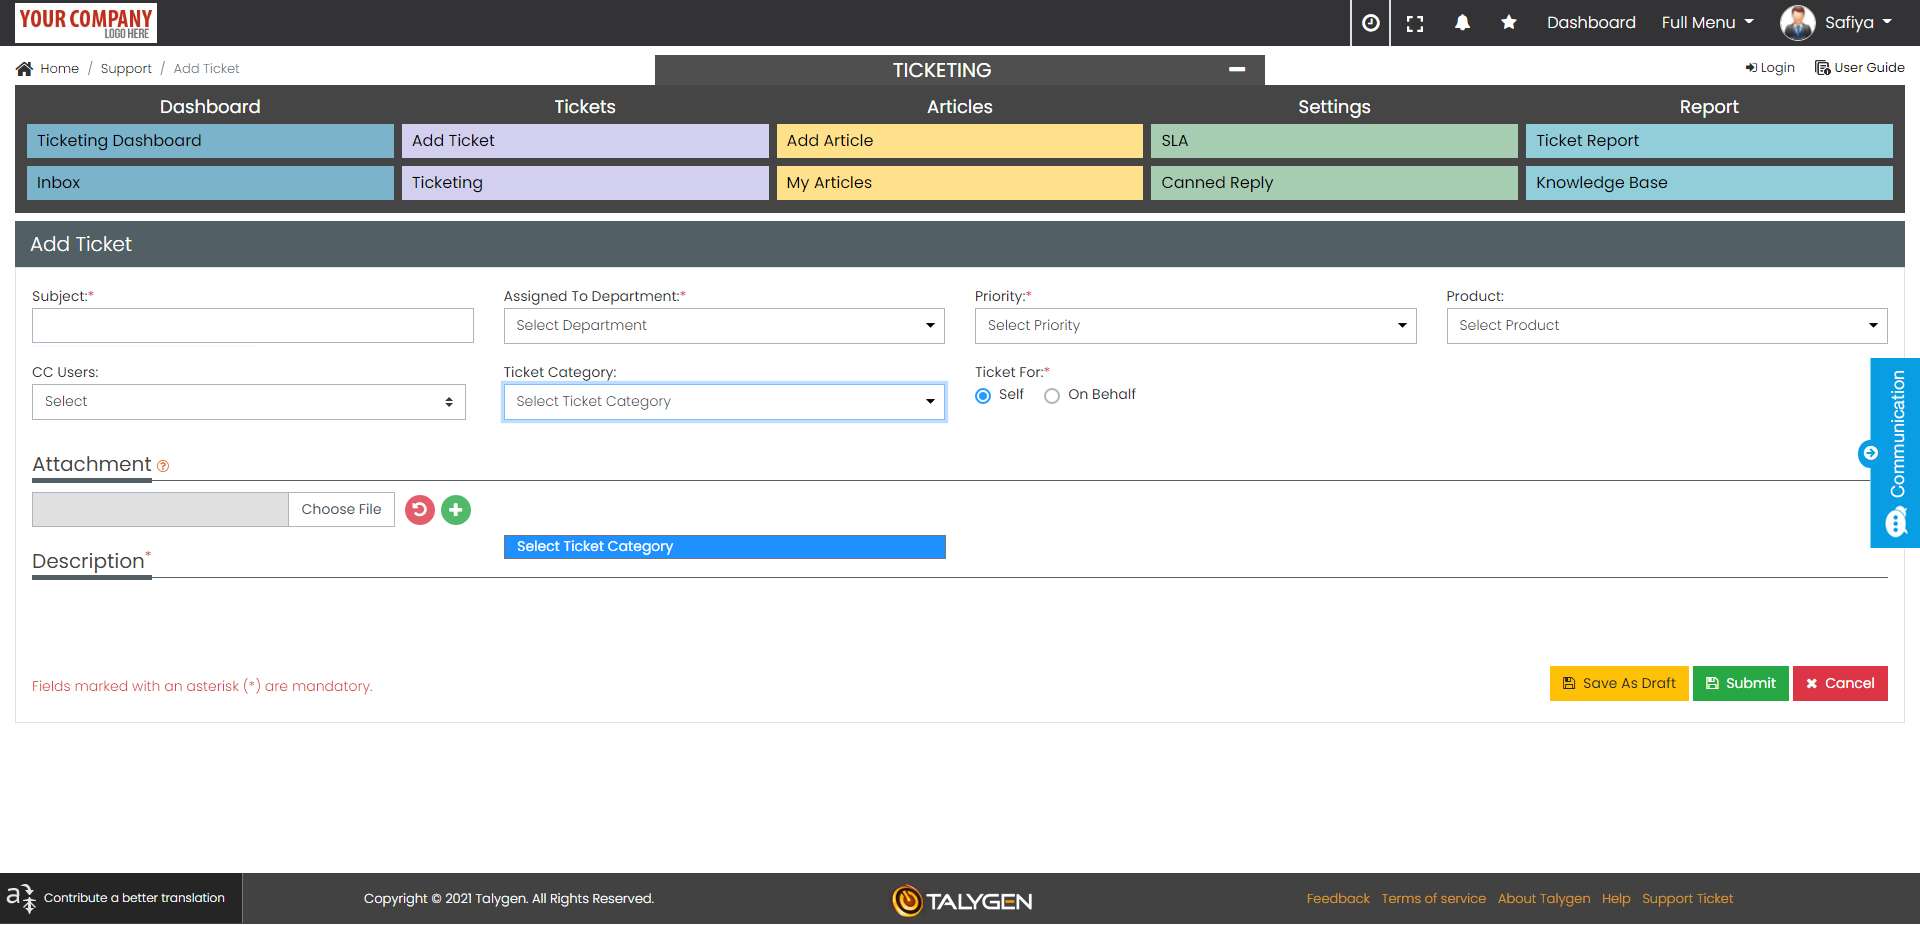 YOUR COMPANY
LOGO HERE
Dashboard
Full Menu
Safiya
Home / Support / Add Ticket
TICKETING
Login
User Guide
Dashboard
Tickets
Articles
Settings
Report
Ticketing Dashboard
Add Ticket
Add Article
SLA
Ticket Report
Inbox
Ticketing
My Articles
Canned Reply
Knowledge Base
Add Ticket
Subject:*
Assigned To Department:*
Priority:*
Product:
Select Department
Select Priority
Select Product
CC Users:
Ticket Category:
Ticket For:*
Select
Select Ticket Category
Self
On Behalf
Communication
Attachment
Choose File
Select Ticket Category
Description*
Fields marked with an asterisk (*) are mandatory.
Save As Draft
Submit
Cancel
Contribute a better translation
Copyright © 2021 Talygen. All Rights Reserved.
TALYGEN
Feedback
Terms of service
About Talygen
Help
Support Ticket